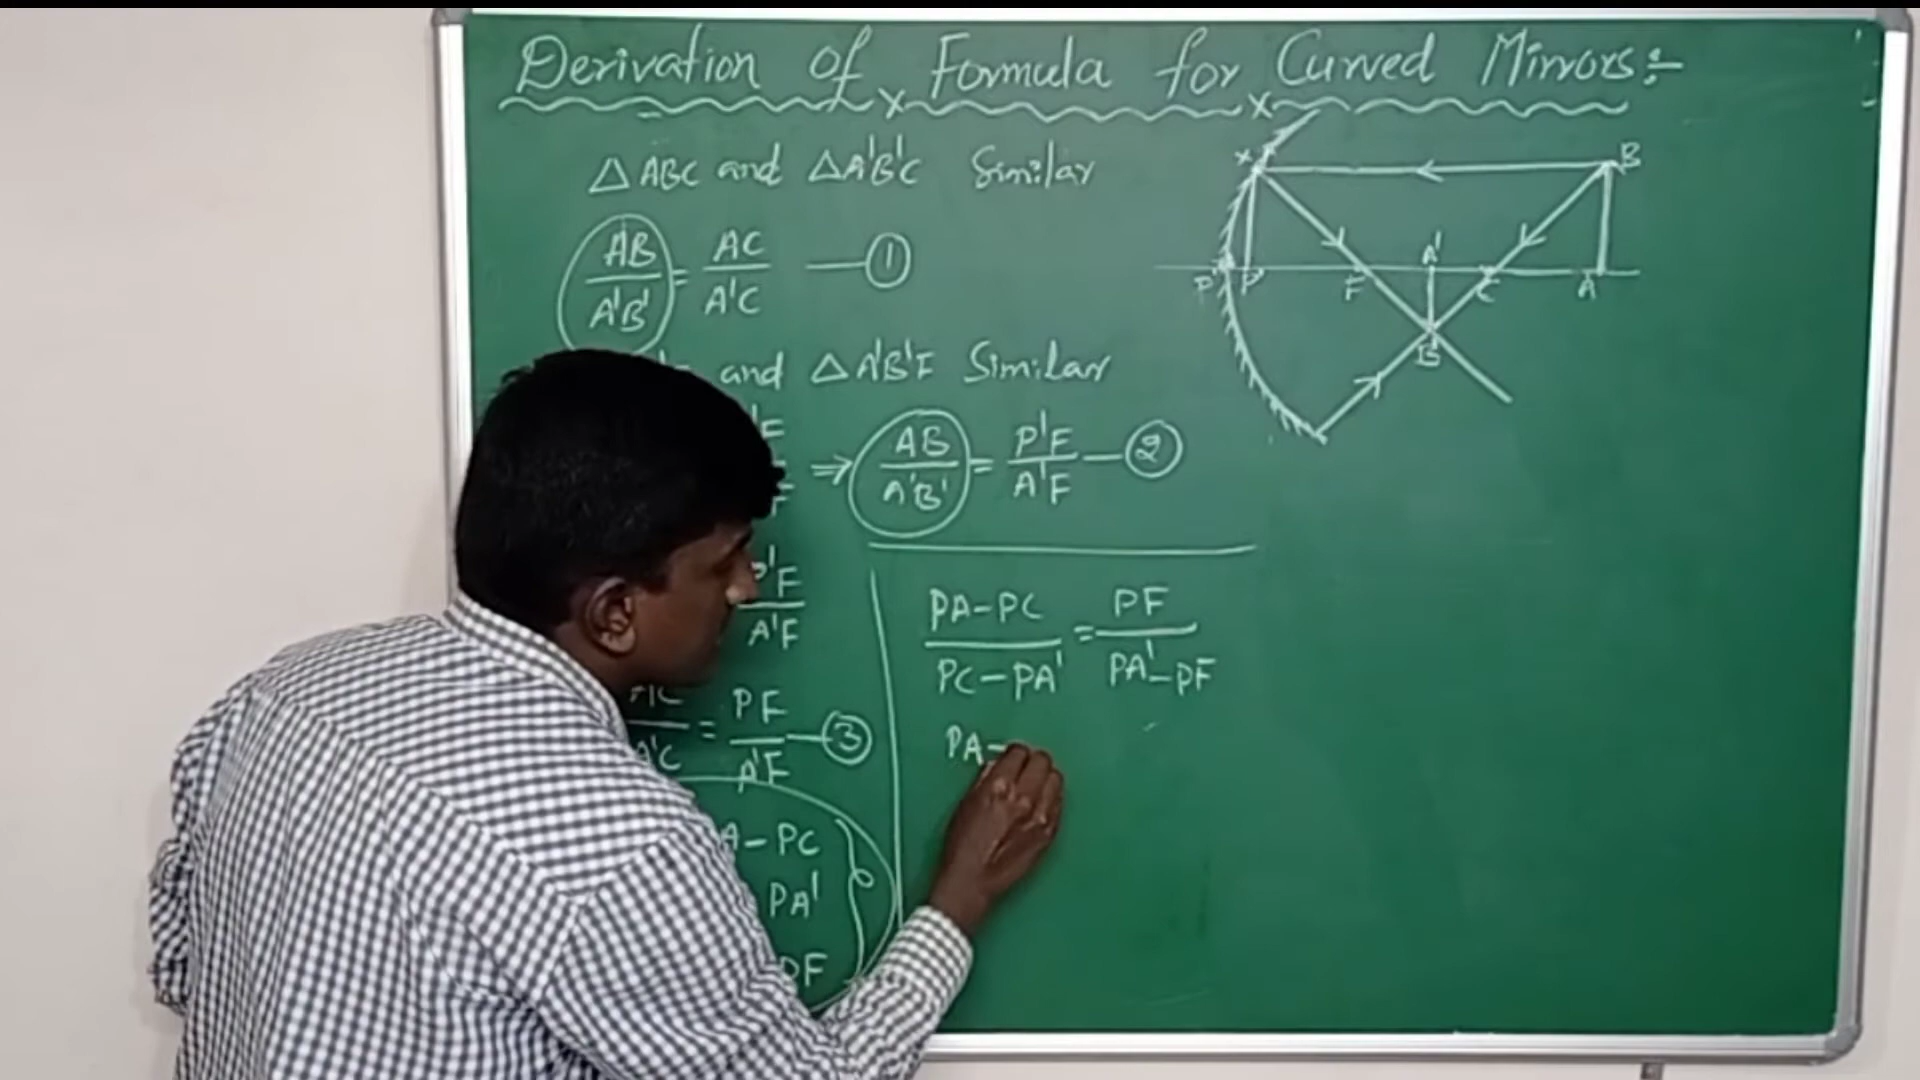 Derivation of Formula for Curved Mirrors:-
△ABC and △A'B'C Similar
AB/A'B' = AC/A'C — ①
and △A'B'F Similar
⇒ AB/A'B' = P'F/A'F — ②
P'F/A'F
AC/A'C = PF/A'F — ③
A-PC
PA'
PF
PA-PC/PC-PA' = PF/PA'-PF
PA-
X
B
P' P F A' C A
B'